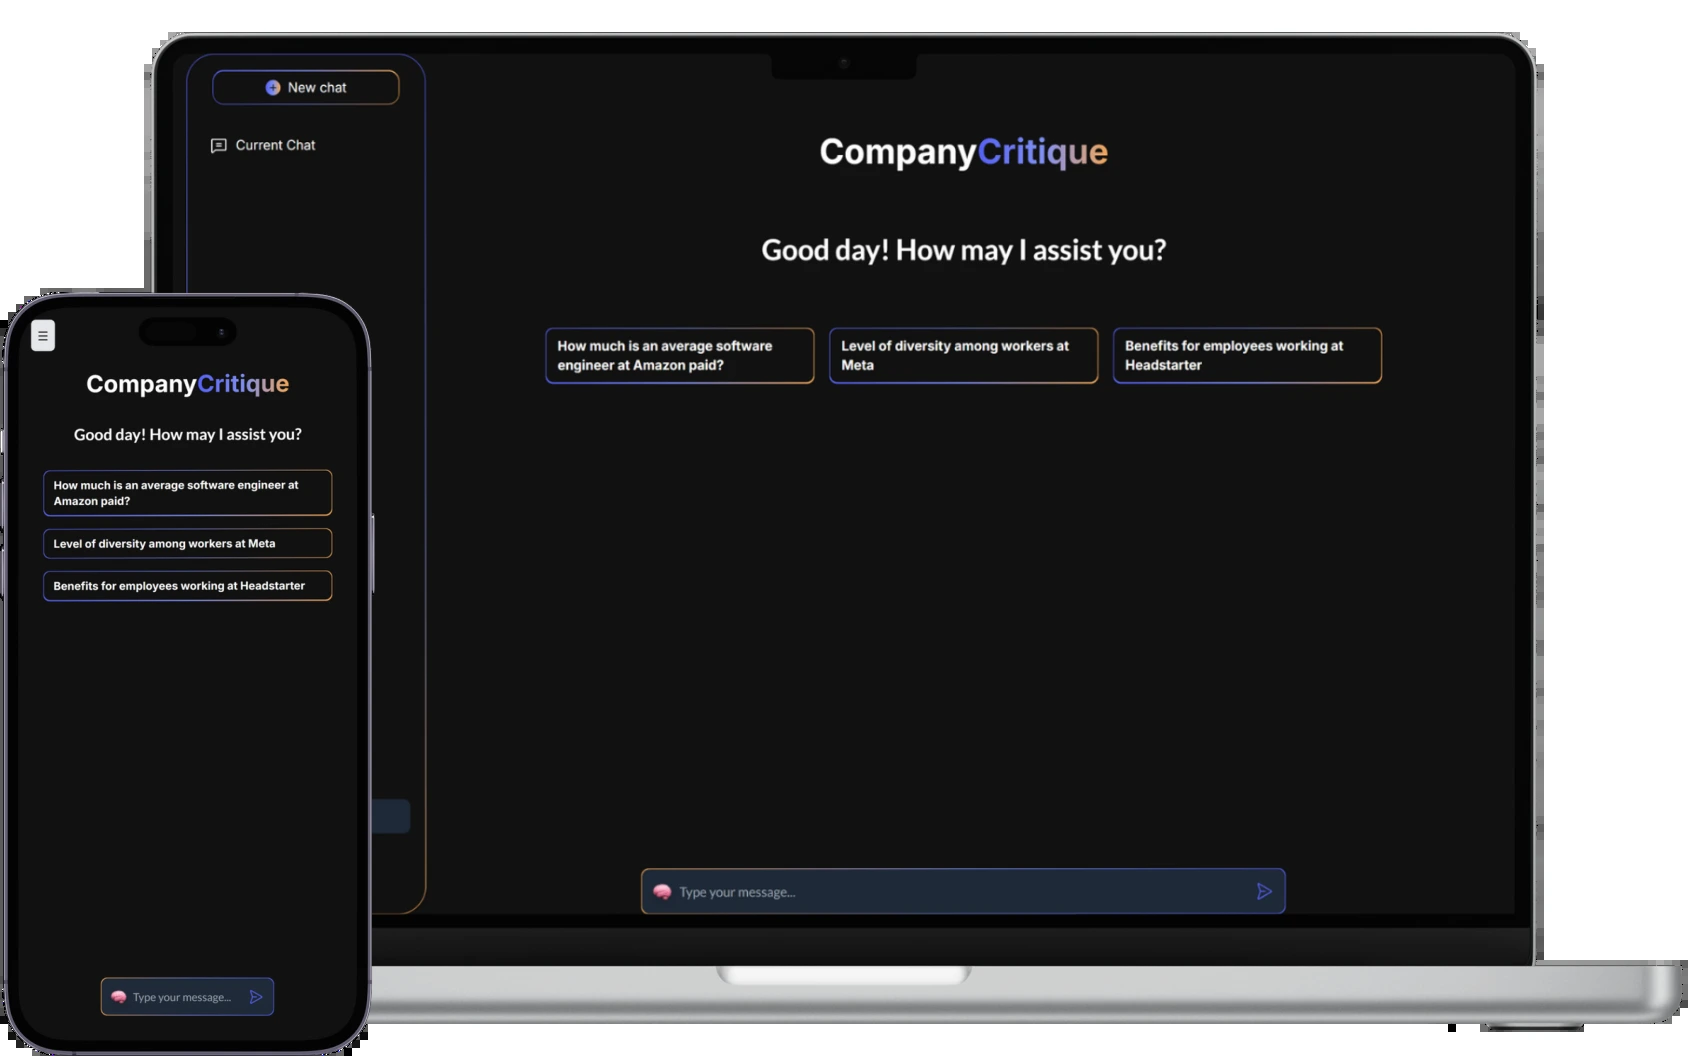 New chat
Current Chat
CompanyCritique
Good day! How may I assist you?
How much is an average software
engineer at Amazon paid?
Level of diversity among workers at
Meta
Benefits for employees working at
Headstarter
Type your message...
CompanyCritique
Good day! How may I assist you?
How much is an average software engineer at
Amazon paid?
Level of diversity among workers at Meta
Benefits for employees working at Headstarter
Type your message...